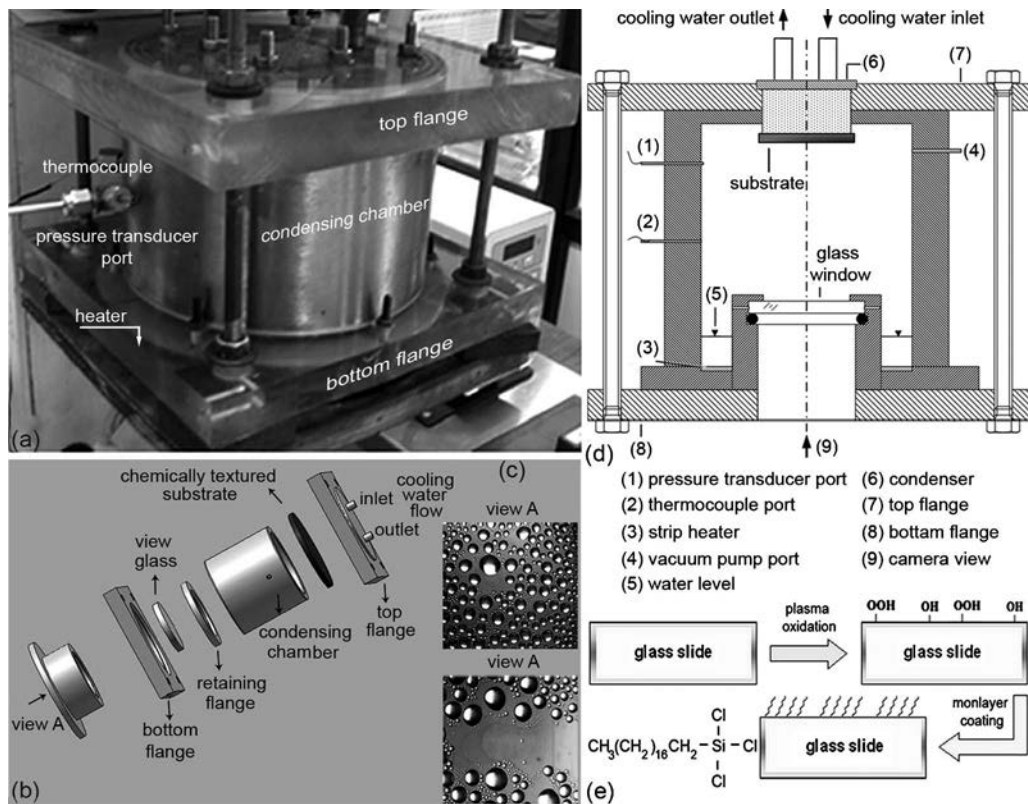 top flange
thermocouple
pressure transducer
port
condensing chamber
heater
bottom flange
(a)
chemically textured
substrate
inlet
cooling
water
flow
outlet
view
glass
top
flange
condensing
chamber
retaining
flange
bottom
flange
view A
(b)
(c)
view A
view A
cooling water outlet
cooling water inlet
(6)
(7)
(1)
(4)
substrate
(2)
glass
window
(5)
(3)
(8)
(9)
(d)
(1) pressure transducer port
(2) thermocouple port
(3) strip heater
(4) vacuum pump port
(5) water level
(6) condenser
(7) top flange
(8) bottam flange
(9) camera view
glass slide
plasma
oxidation
OOH OH OOH OH
glass slide
monlayer
coating
glass slide
Cl
CH3(CH2)16CH2-Si Cl
Cl
(e)